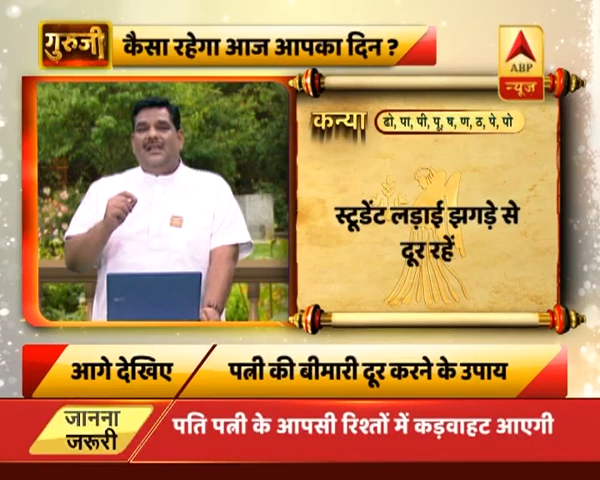 गुरुजी
कैसा रहेगा आज आपका दिन ?
ABP
न्यूज़
कन्या
ढो, पा, पी, पू, ष, ण, ठ, पे, पो
स्टूडेंट लड़ाई झगड़े से
दूर रहें
आगे देखिए
पत्नी की बीमारी दूर करने के उपाय
जानना
जरूरी
पति पत्नी के आपसी रिश्तों में कड़वाहट आएगी